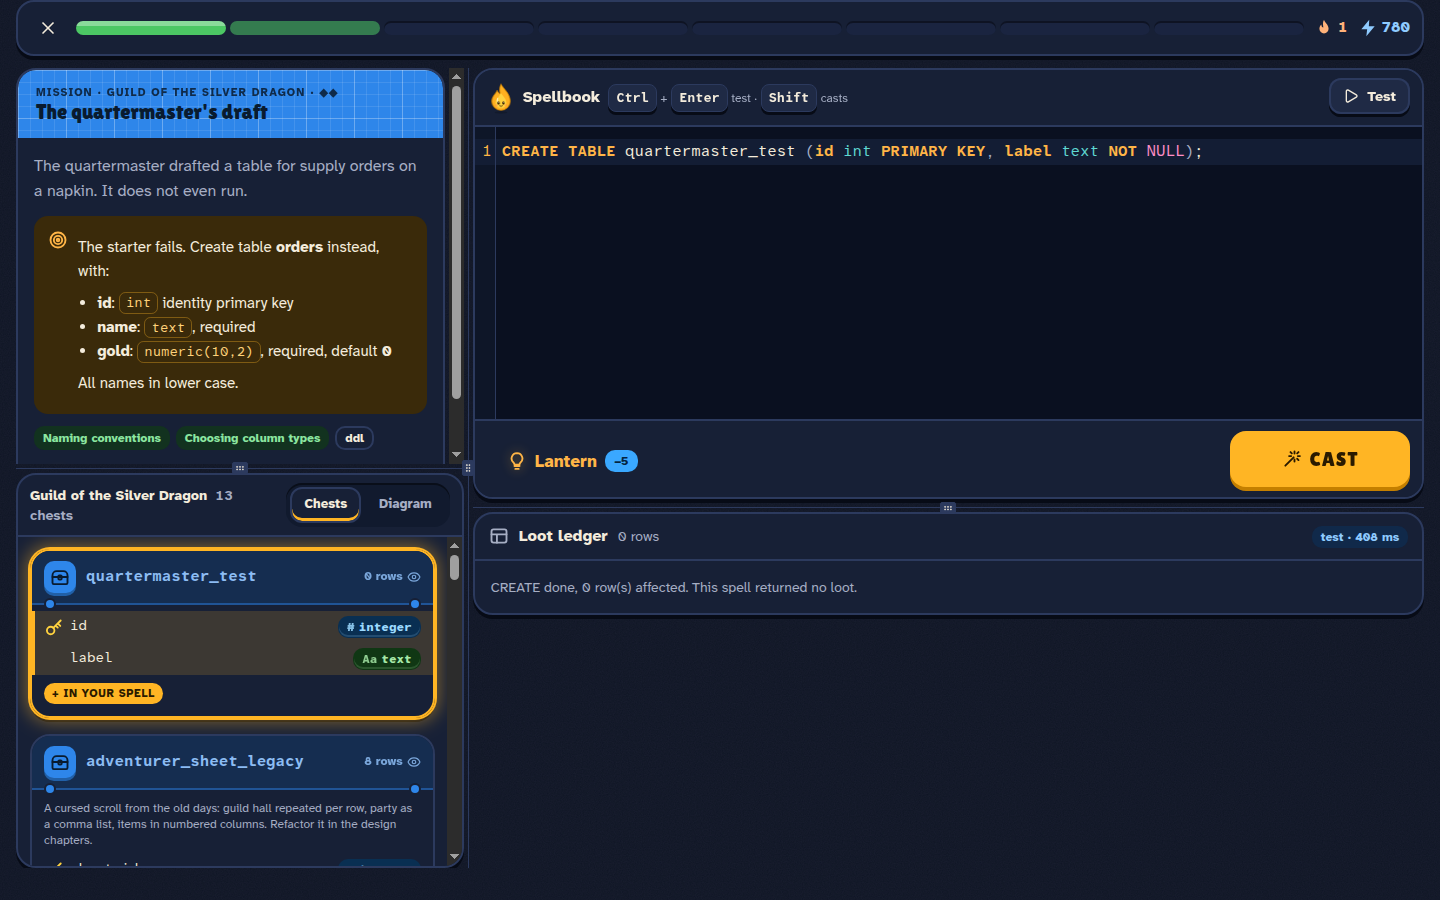 1 780
MISSION · GUILD OF THE SILVER DRAGON · ◆◆
The quartermaster's draft
The quartermaster drafted a table for supply orders on
a napkin. It does not even run.
The starter fails. Create table orders instead,
with:
• id: int identity primary key
• name: text, required
• gold: numeric(10,2), required, default 0
All names in lower case.
Naming conventions Choosing column types ddl
Guild of the Silver Dragon 13
chests
Chests Diagram
quartermaster_test 0 rows
id # integer
label Aa text
+ IN YOUR SPELL
adventurer_sheet_legacy 8 rows
A cursed scroll from the old days: guild hall repeated per row, party as
a comma list, items in numbered columns. Refactor it in the design
chapters.
Spellbook Ctrl + Enter test · Shift casts
Test
1 CREATE TABLE quartermaster_test (id int PRIMARY KEY, label text NOT NULL);
Lantern −5
CAST
Loot ledger 0 rows
test · 408 ms
CREATE done, 0 row(s) affected. This spell returned no loot.